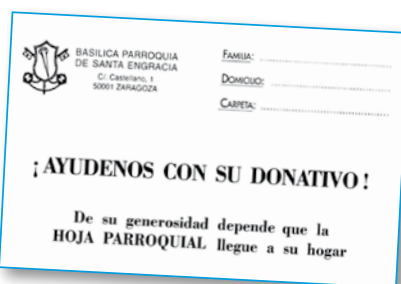 BASILICA PARROQUIA
DE SANTA ENGRACIA
C/. Castellano, 1
50001 ZARAGOZA
FAMILIA:
DOMICILIO:
CARPETA:
¡ AYUDENOS CON SU DONATIVO !
De su generosidad depende que la
HOJA PARROQUIAL llegue a su hogar